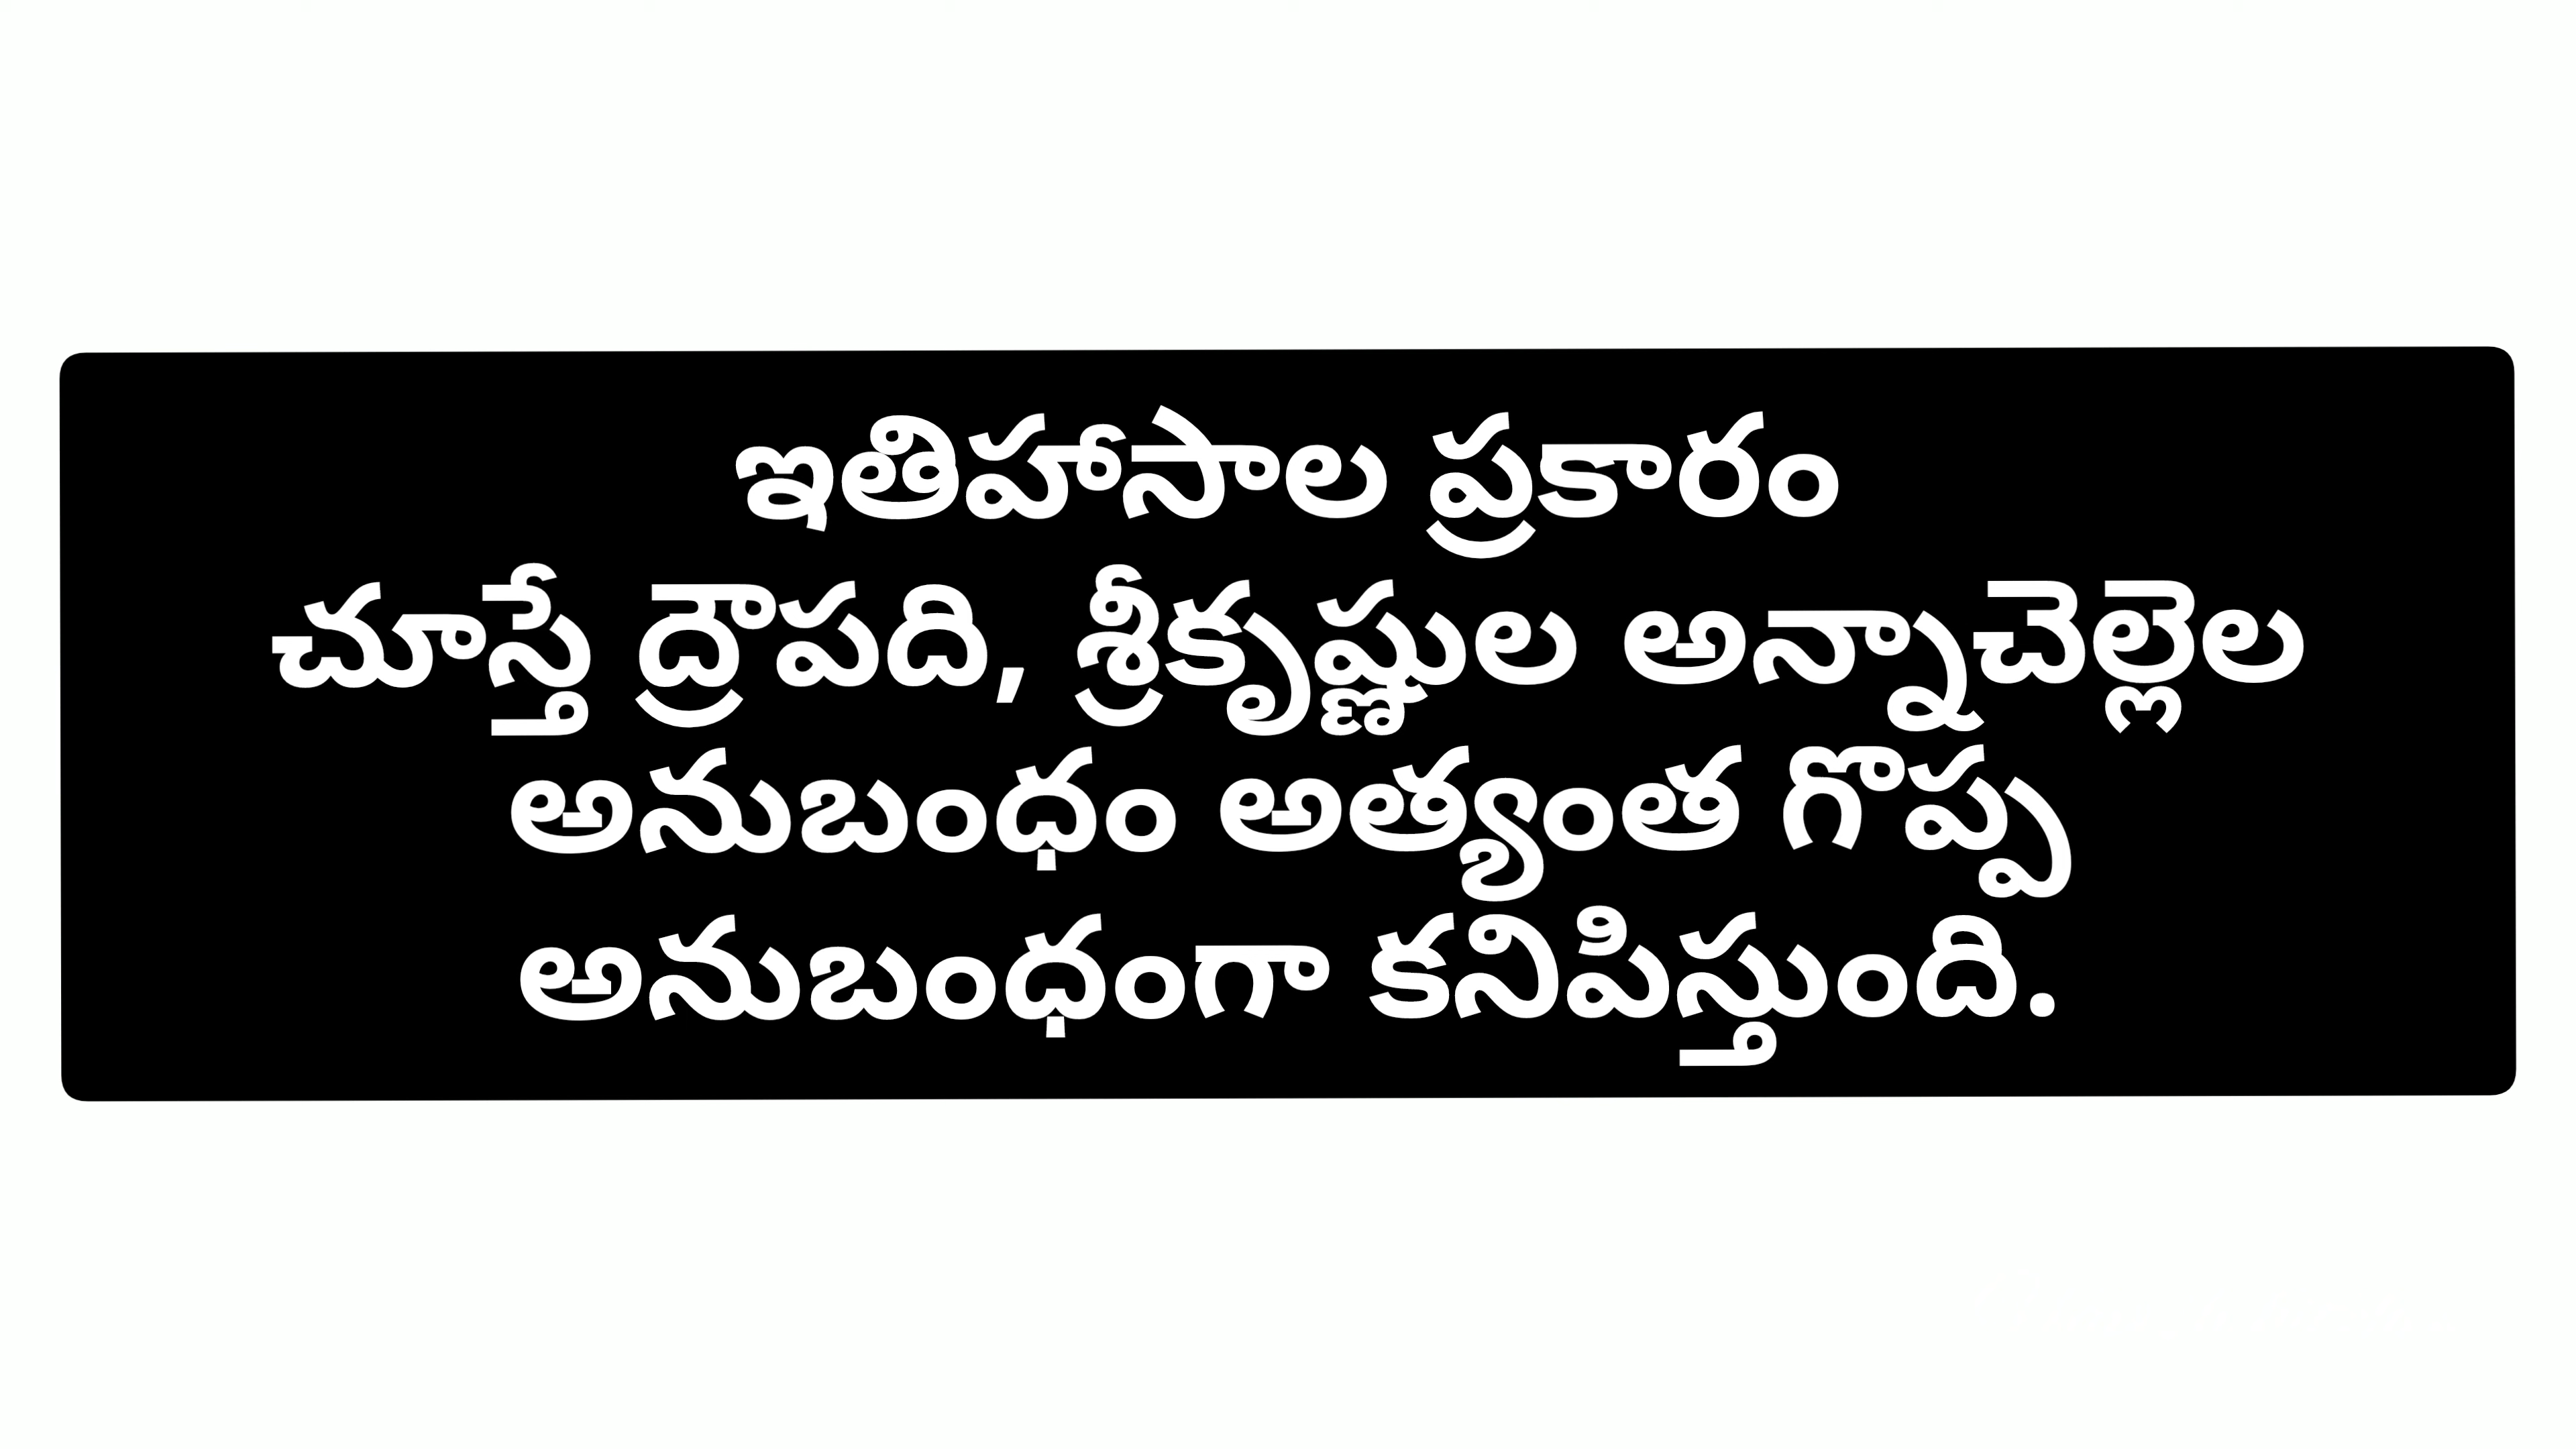 ఇతిహాసాల ప్రకారం
చూస్తే ద్రౌపది, శ్రీకృష్ణుల అన్నాచెల్లెల
అనుబంధం అత్యంత గొప్ప
అనుబంధంగా కనిపిస్తుంది.